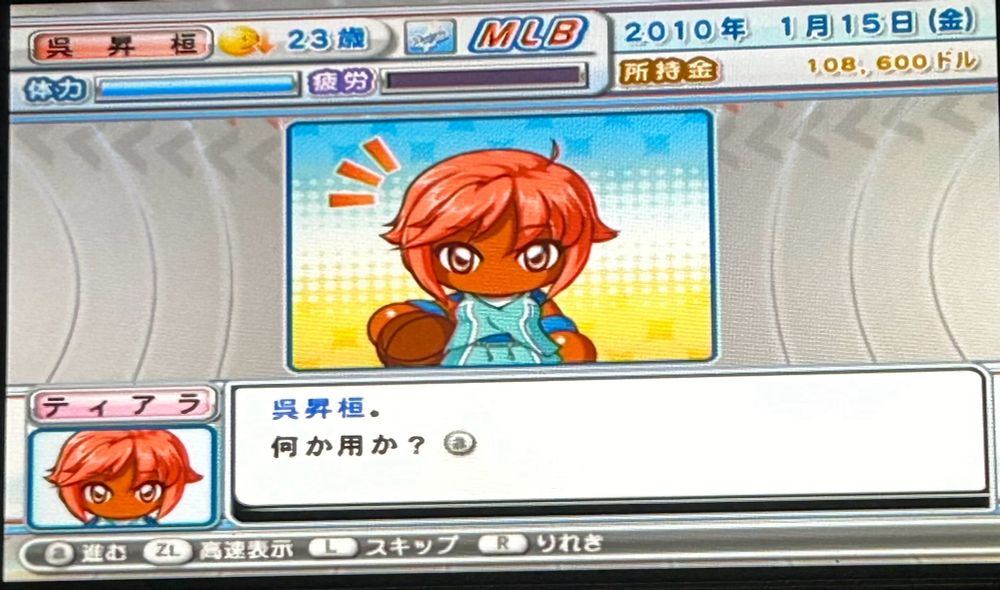 呉昇桓
23歳
MLB
2010年 1月15日(金)
体力
疲労
所持金
108,600ドル
ティアラ
呉昇桓。
何か用か?
a
a 進む ZL 高速表示 L スキップ R りれき